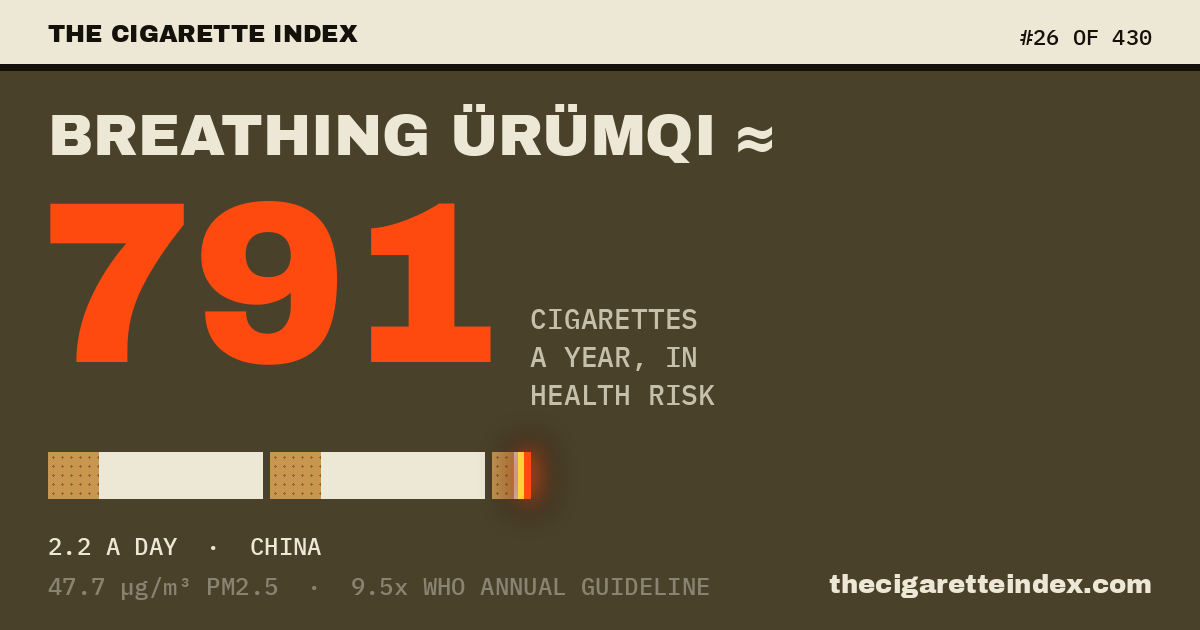 THE CIGARETTE INDEX
#26 OF 430
BREATHING ÜRÜMQI ≈
791
CIGARETTES
A YEAR, IN
HEALTH RISK
2.2 A DAY · CHINA
47.7 µg/m³ PM2.5 · 9.5x WHO ANNUAL GUIDELINE
thecigaretteindex.com